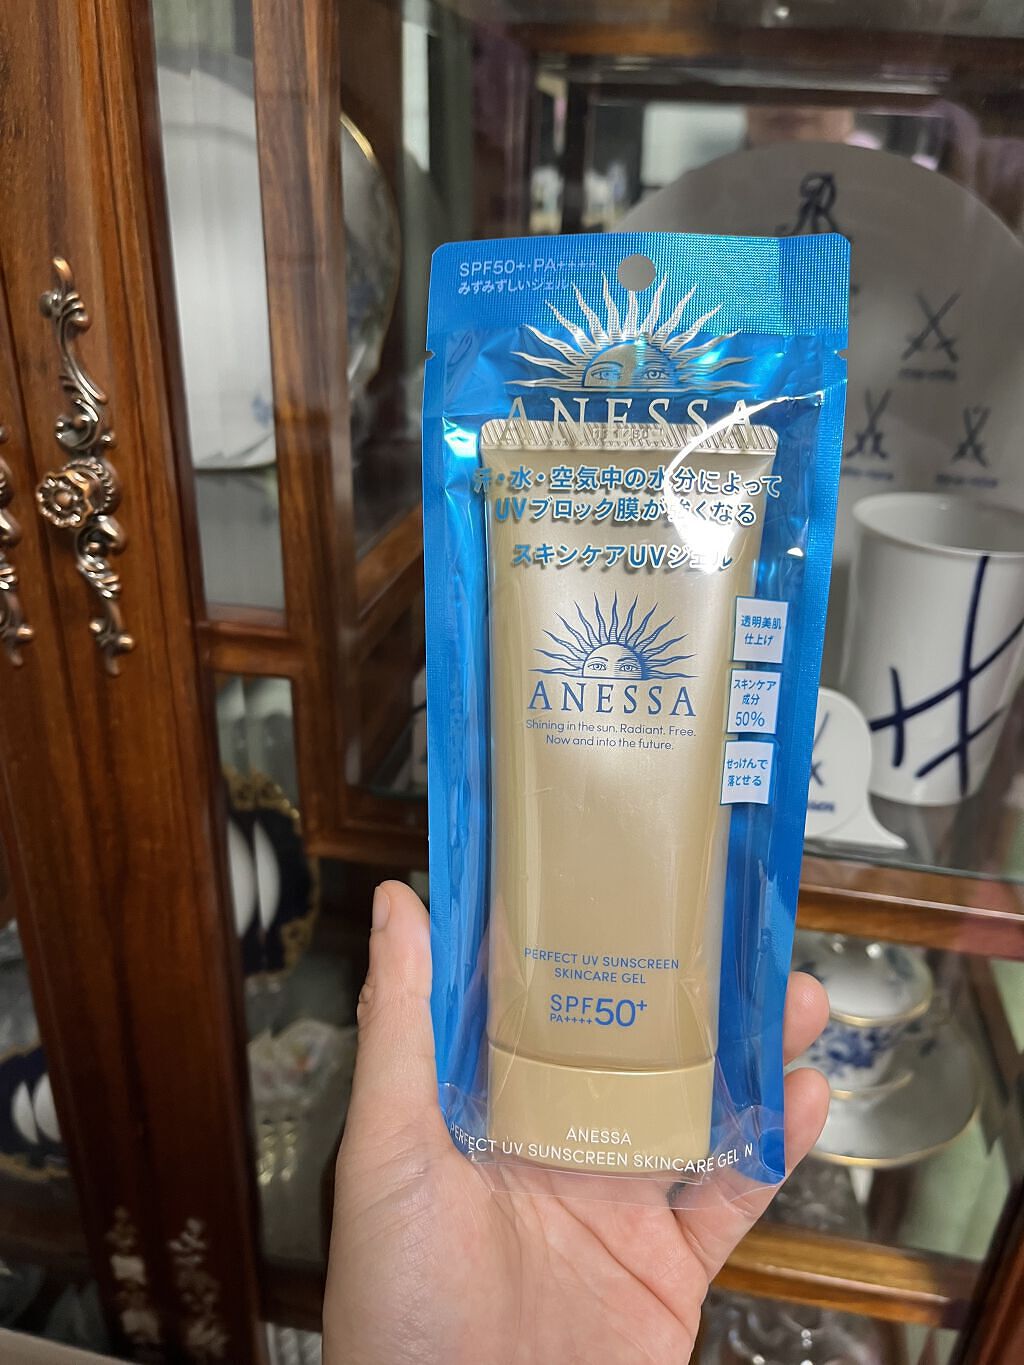 SPF50+・PA++++
みずみずしいジェル
ANESSA
汗・水・空気中の水分によって
UVブロック膜が強くなる
スキンケアUVジェル
透明美肌
仕上げ
スキンケア
成分
50%
せっけんで
落とせる
ANESSA
Shining in the sun. Radiant. Free.
Now and into the future.
PERFECT UV SUNSCREEN
SKINCARE GEL
SPF50+
PA++++
ANESSA
PERFECT UV SUNSCREEN SKINCARE GEL N